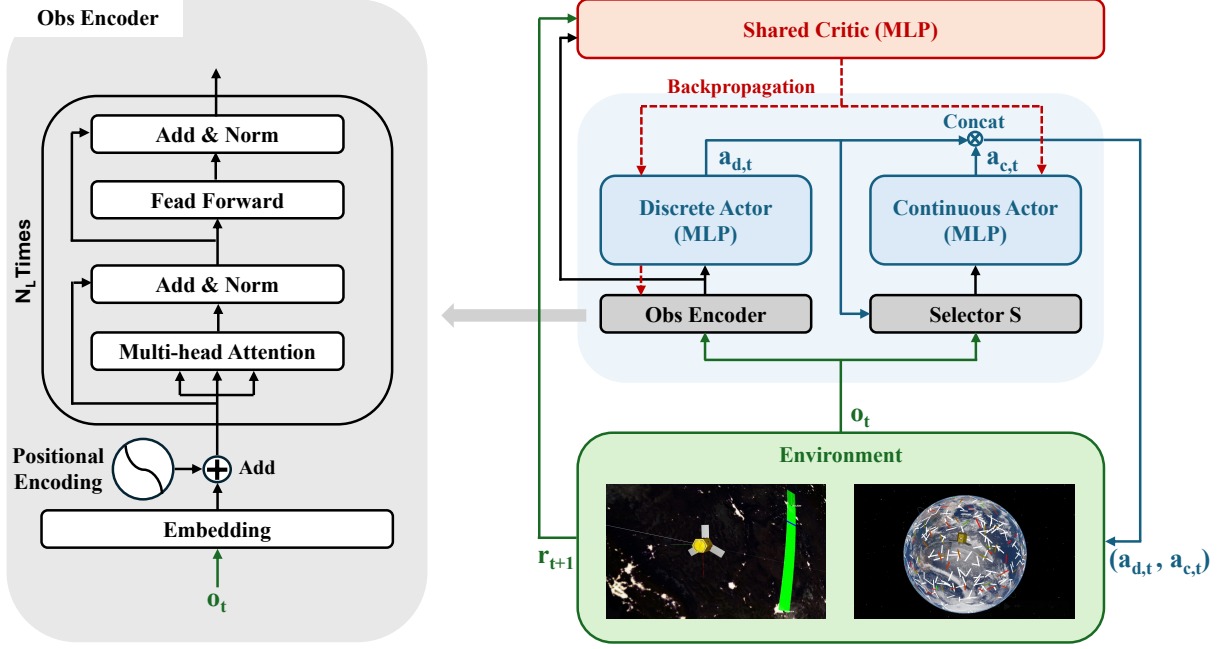 Obs Encoder
Add & Norm
Fead Forward
Add & Norm
Multi-head Attention
N_L Times
Positional
Encoding
Add
Embedding
o_t
Shared Critic (MLP)
Backpropagation
Concat
a_d,t
a_c,t
Discrete Actor
(MLP)
Continuous Actor
(MLP)
Obs Encoder
Selector S
o_t
Environment
r_t+1
(a_d,t , a_c,t)